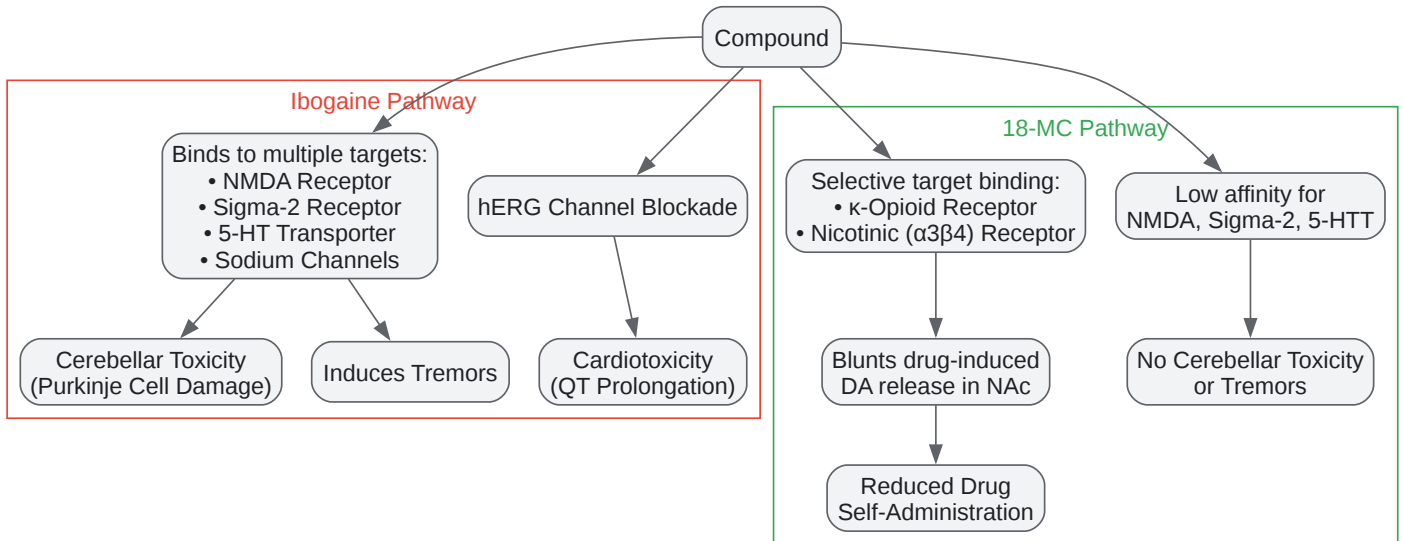 Compound
Ibogaine Pathway
18-MC Pathway
Binds to multiple targets:
• NMDA Receptor
• Sigma-2 Receptor
• 5-HT Transporter
• Sodium Channels
hERG Channel Blockade
Selective target binding:
• κ-Opioid Receptor
• Nicotinic (α3β4) Receptor
Low affinity for
NMDA, Sigma-2, 5-HTT
Cerebellar Toxicity
(Purkinje Cell Damage)
Induces Tremors
Cardiotoxicity
(QT Prolongation)
Blunts drug-induced
DA release in NAc
No Cerebellar Toxicity
or Tremors
Reduced Drug
Self-Administration